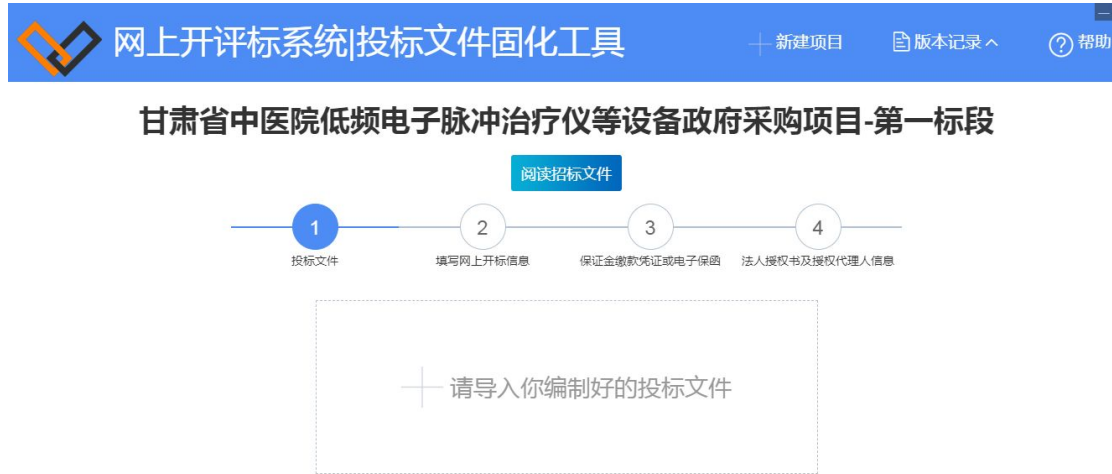 网上开评标系统|投标文件固化工具
新建项目
版本记录
帮助
甘肃省中医院低频电子脉冲治疗仪等设备政府采购项目-第一标段
阅读招标文件
1
2
3
4
投标文件
填写网上开标信息
保证金缴款凭证或电子保函
法人授权书及授权代理人信息
请导入你编制好的投标文件